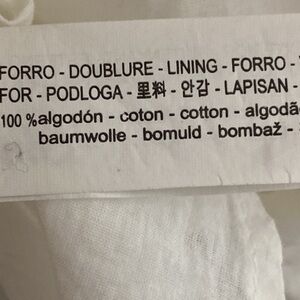 FORRO - DOUBLURE - LINING - FORRO -
FOR - PODLOGA - 里料 - 안감 - LAPISAN -
100 %algodón - coton - cotton - algodã
baumwolle - bomuld - bombaž -